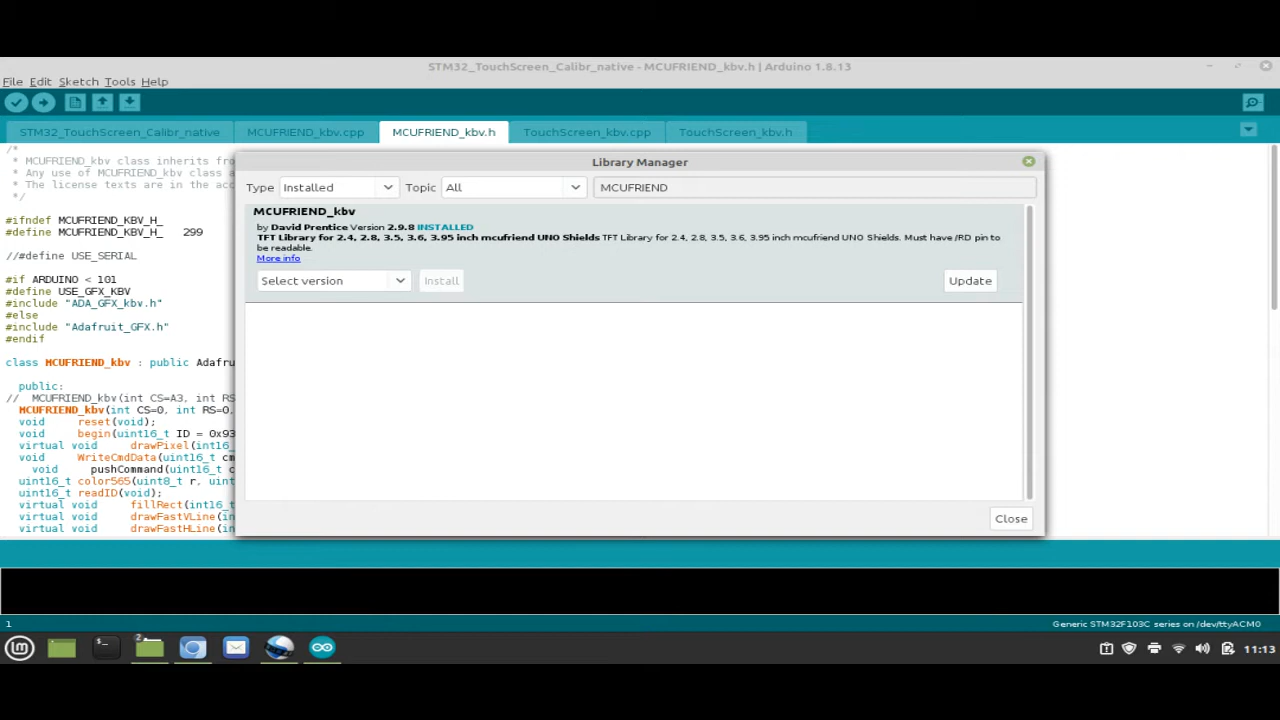 STM32_TouchScreen_Calibr_native - MCUFRIEND_kbv.h | Arduino 1.8.13
File Edit Sketch Tools Help
STM32_TouchScreen_Calibr_native MCUFRIEND_kbv.cpp MCUFRIEND_kbv.h TouchScreen_kbv.cpp TouchScreen_kbv.h
/*
* MCUFRIEND_kbv class inherits fro
* Any use of MCUFRIEND_kbv class a
* The license texts are in the acc
*/
#ifndef MCUFRIEND_KBV_H_
#define MCUFRIEND_KBV_H_ 299
//#define USE_SERIAL
#if ARDUINO < 101
#define USE_GFX_KBV
#include "ADA_GFX_kbv.h"
#else
#include "Adafruit_GFX.h"
#endif
class MCUFRIEND_kbv : public Adafru
public:
// MCUFRIEND_kbv(int CS=A3, int RS
MCUFRIEND_kbv(int CS=0, int RS=0,
void reset(void);
void begin(uint16_t ID = 0x93
virtual void drawPixel(int16_
void WriteCmdData(uint16_t cm
void pushCommand(uint16_t c
uint16_t color565(uint8_t r, uint
uint16_t readID(void);
virtual void fillRect(int16_t
virtual void drawFastVLine(in
virtual void drawFastHLine(in
Library Manager
Type Installed Topic All MCUFRIEND
MCUFRIEND_kbv
by David Prentice Version 2.9.8 INSTALLED
TFT Library for 2.4, 2.8, 3.5, 3.6, 3.95 inch mcufriend UNO Shields TFT Library for 2.4, 2.8, 3.5, 3.6, 3.95 inch mcufriend UNO Shields. Must have /RD pin to
be readable.
More info
Select version Install Update
Close
1 Generic STM32F103C series on /dev/ttyACM0
2
11:13